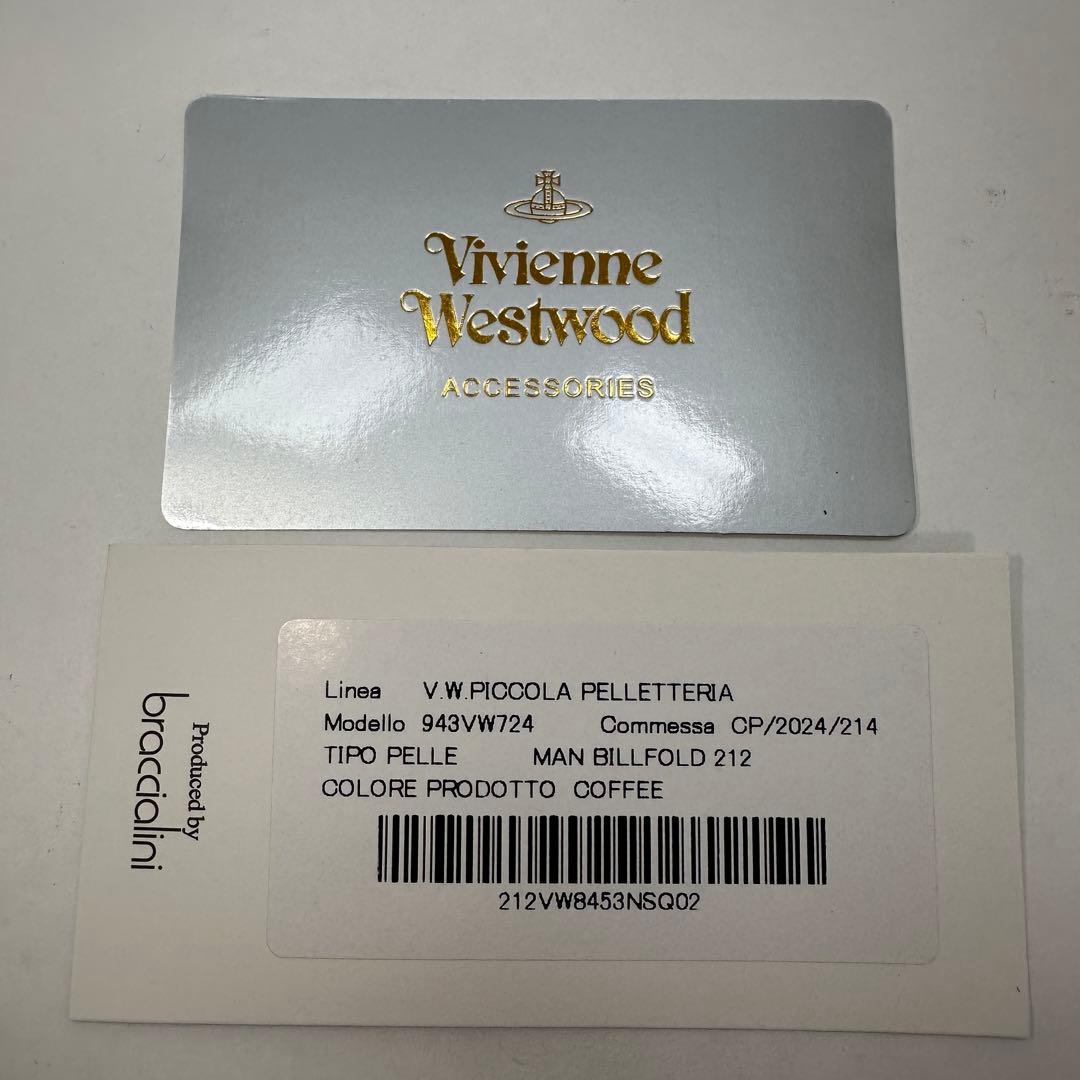 Vivienne
Westwood
ACCESSORIES
Produced by
braccialini
Linea V.W.PICCOLA PELLETTERIA
Modello 943VW724 Commessa CP/2024/214
TIPO PELLE MAN BILLFOLD 212
COLORE PRODOTTO COFFEE
212VW8453NSQ02